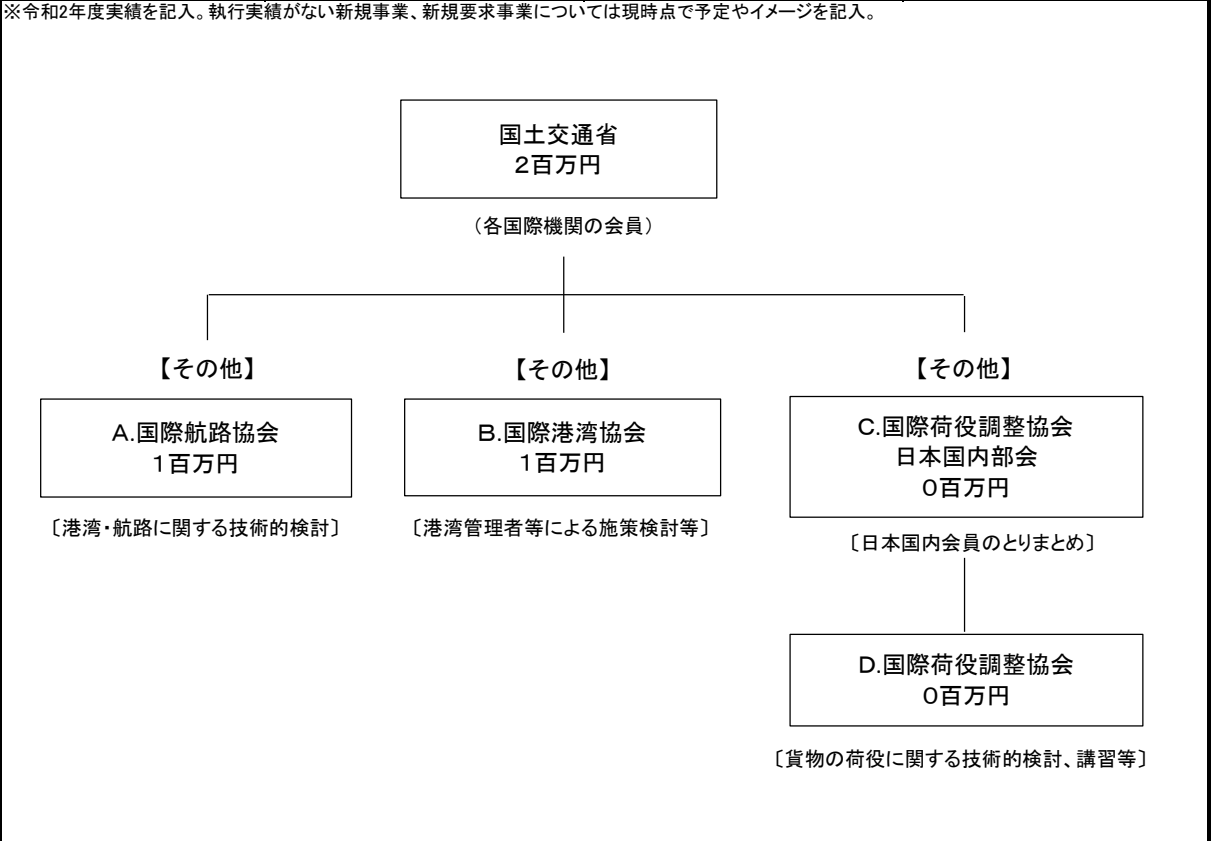 ※令和2年度実績を記入。執行実績がない新規事業、新規要求事業については現時点で予定やイメージを記入。
国土交通省
2百万円
（各国際機関の会員）
【その他】
A.国際航路協会
１百万円
〔港湾・航路に関する技術的検討〕
【その他】
B.国際港湾協会
１百万円
〔港湾管理者等による施策検討等〕
【その他】
C.国際荷役調整協会
日本国内部会
０百万円
〔日本国内会員のとりまとめ〕
D.国際荷役調整協会
０百万円
〔貨物の荷役に関する技術的検討、講習等〕